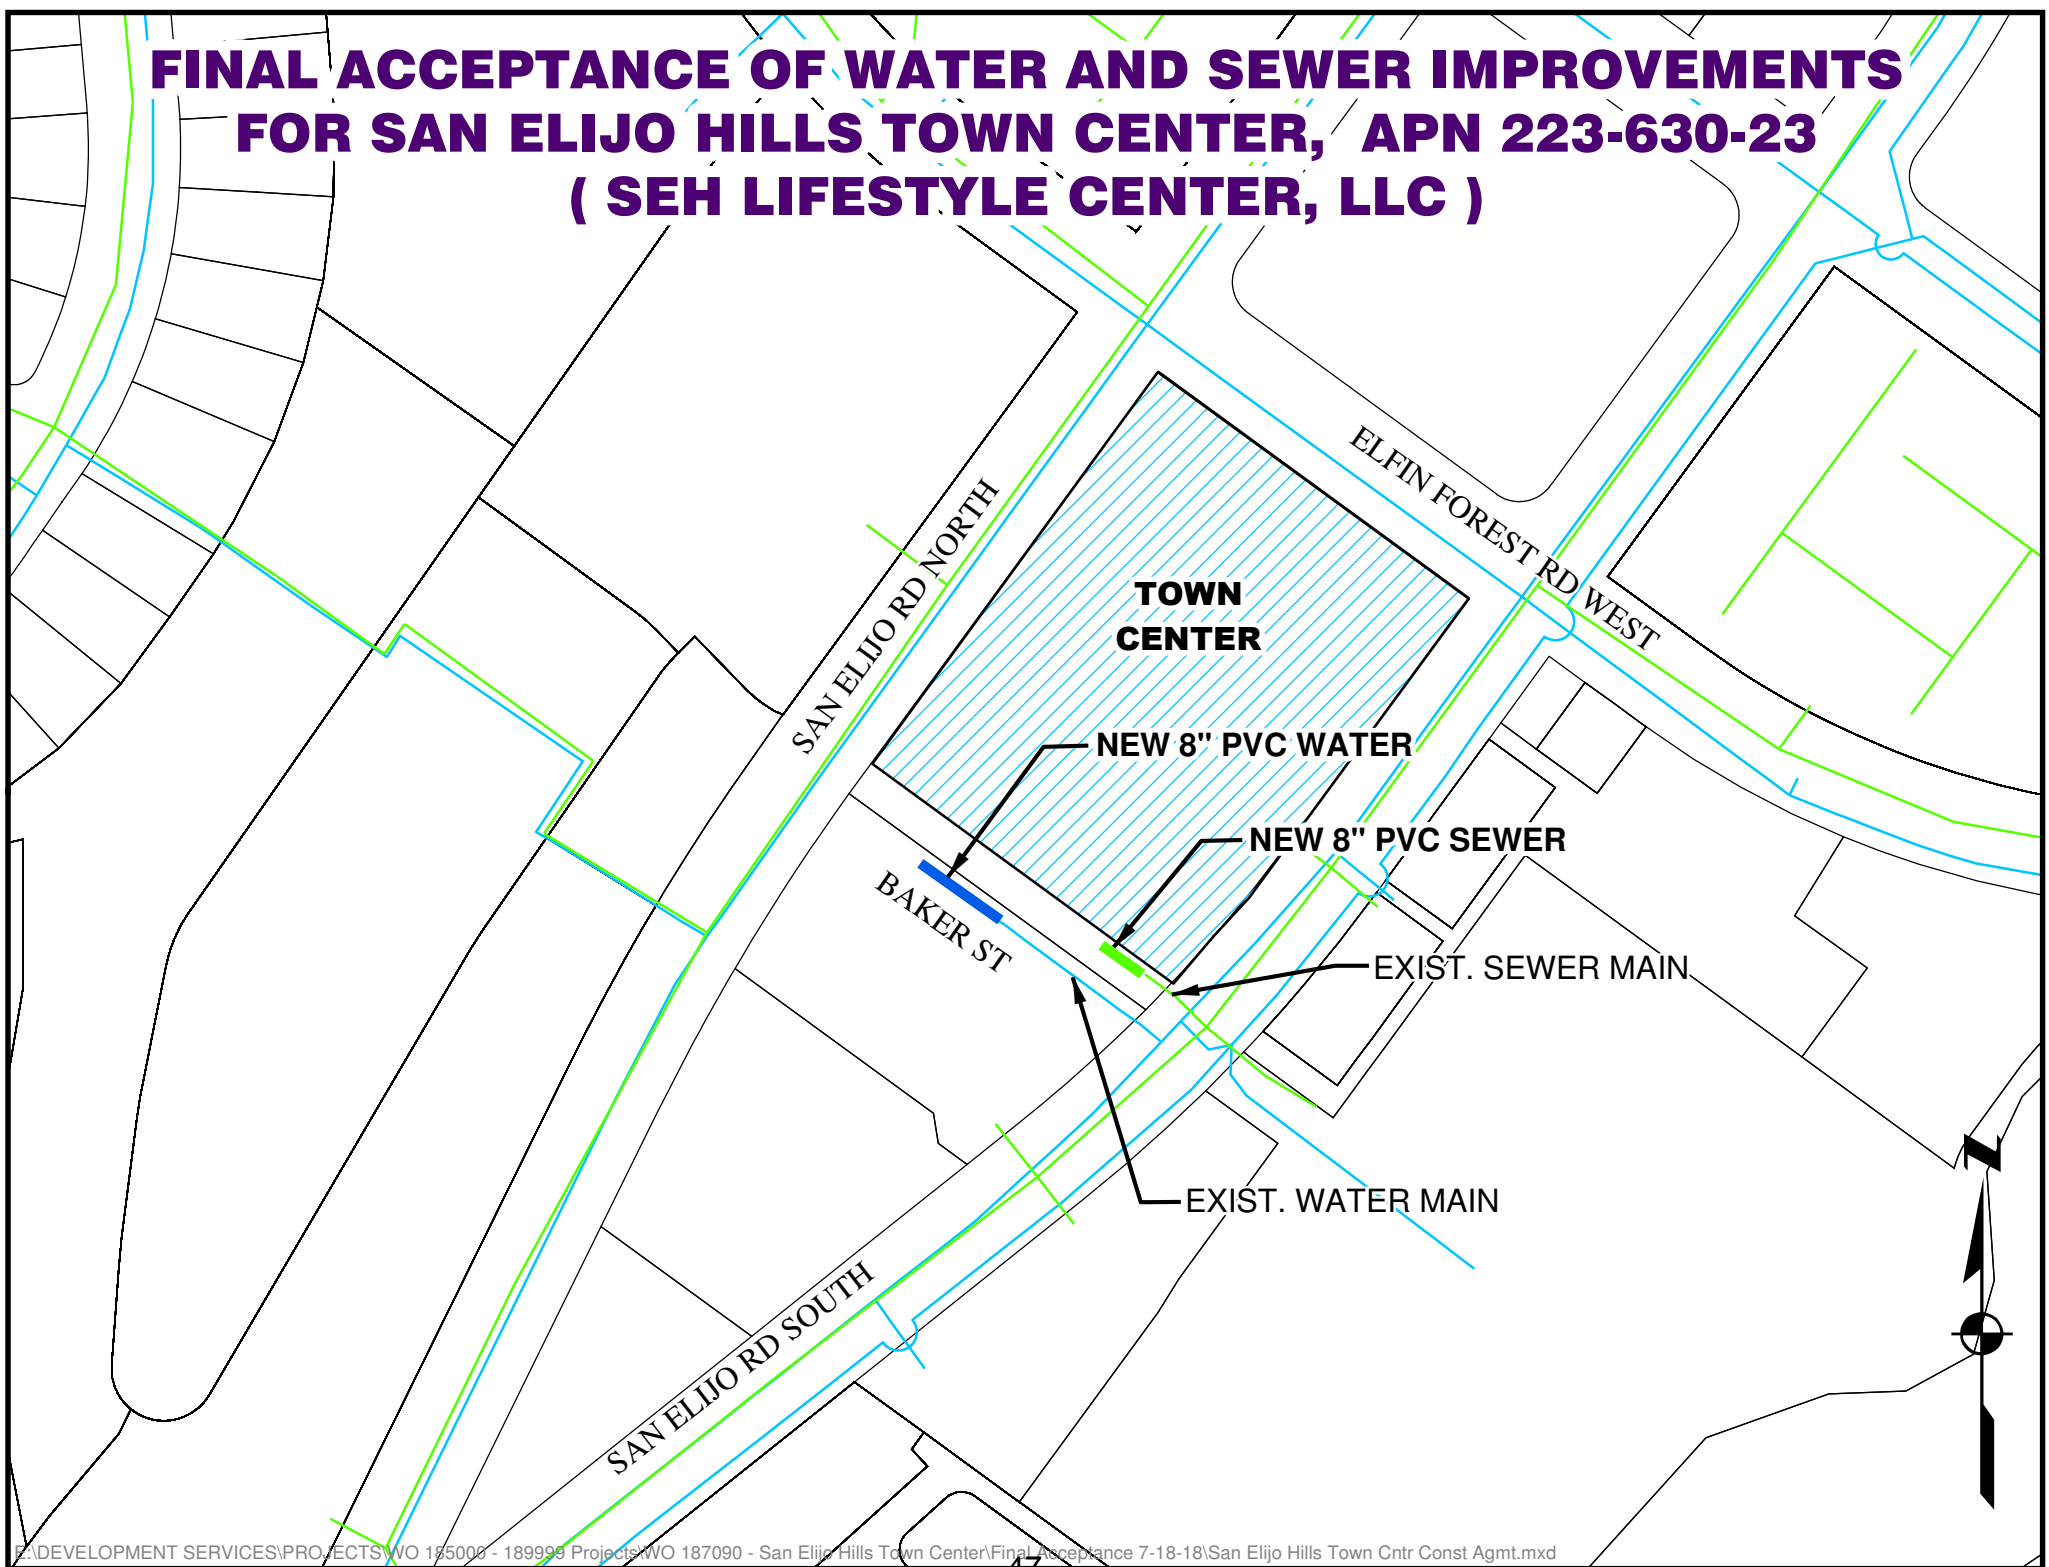 FINAL ACCEPTANCE OF WATER AND SEWER IMPROVEMENTS
FOR SAN ELIJO HILLS TOWN CENTER, APN 223-630-23
( SEH LIFESTYLE CENTER, LLC )
ELFIN FOREST RD WEST
SAN ELIJO RD NORTH
TOWN
CENTER
NEW 8" PVC WATER
NEW 8" PVC SEWER
BAKER ST
EXIST. SEWER MAIN
EXIST. WATER MAIN
N
SAN ELIJO RD SOUTH
E:\DEVELOPMENT SERVICES\PROJECTS\WO 185000 - 189999 Projects\WO 187090 - San Elijo Hills Town Center\Final Acceptance 7-18-18\San Elijo Hills Town Cntr Const Agmt.mxd
47